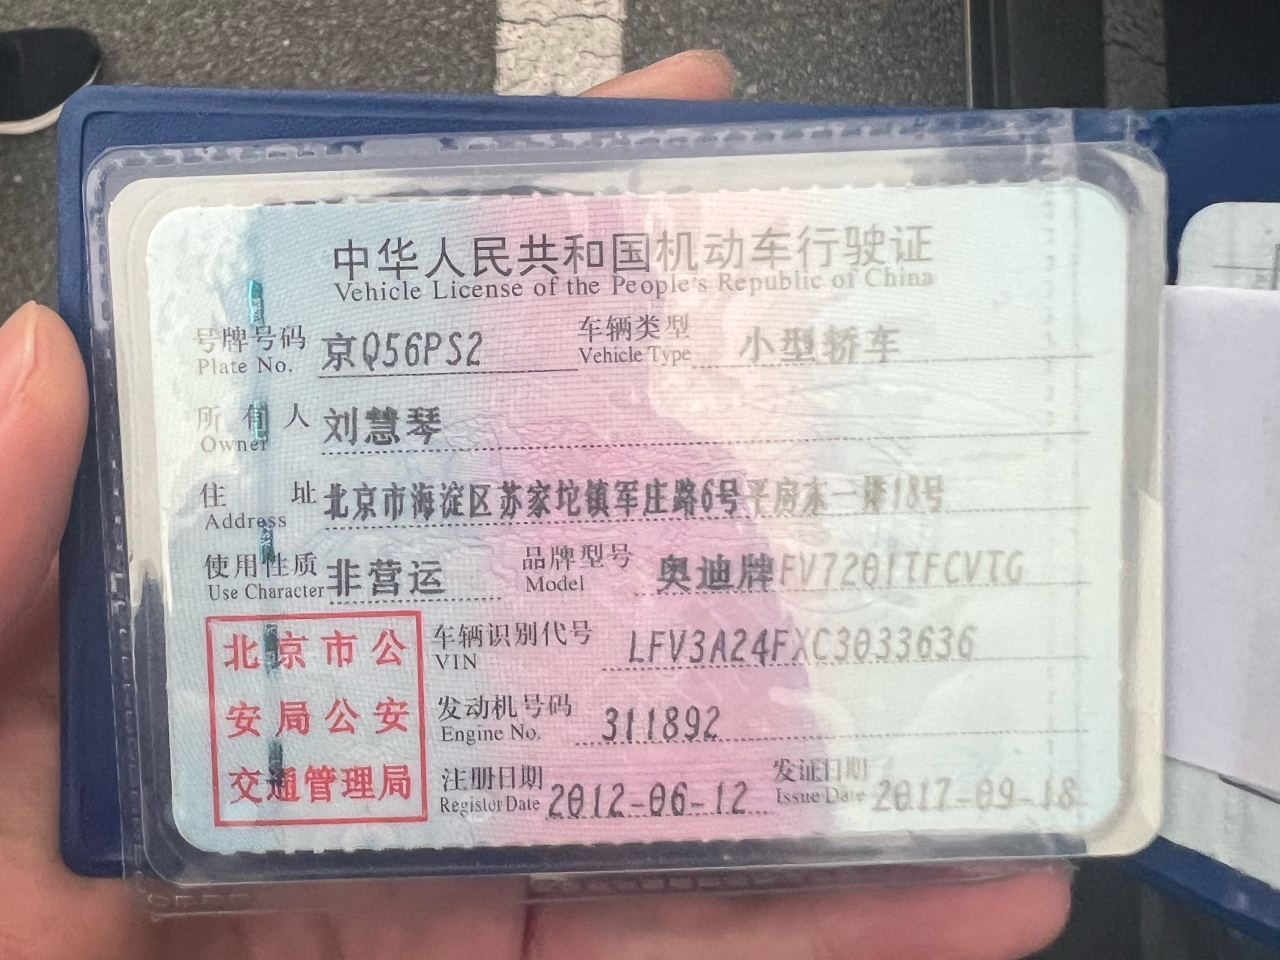 中华人民共和国机动车行驶证
Vehicle License of the People's Republic of China
号牌号码 京Q56PS2 车辆类型 小型轿车
Plate No. Vehicle Type
所有人 刘慧琴
Owner
住址 北京市海淀区苏家坨镇军庄路6号平房东一排18号
Address
使用性质 非营运 品牌型号 奥迪牌FV7201TFCVTG
Use Character Model
北京市公
安局公安
交通管理局
车辆识别代号 LFV3A24FXC3033636
VIN
发动机号码 311892
Engine No.
注册日期 2012-06-12 发证日期 2017-09-18
Register Date Issue Date